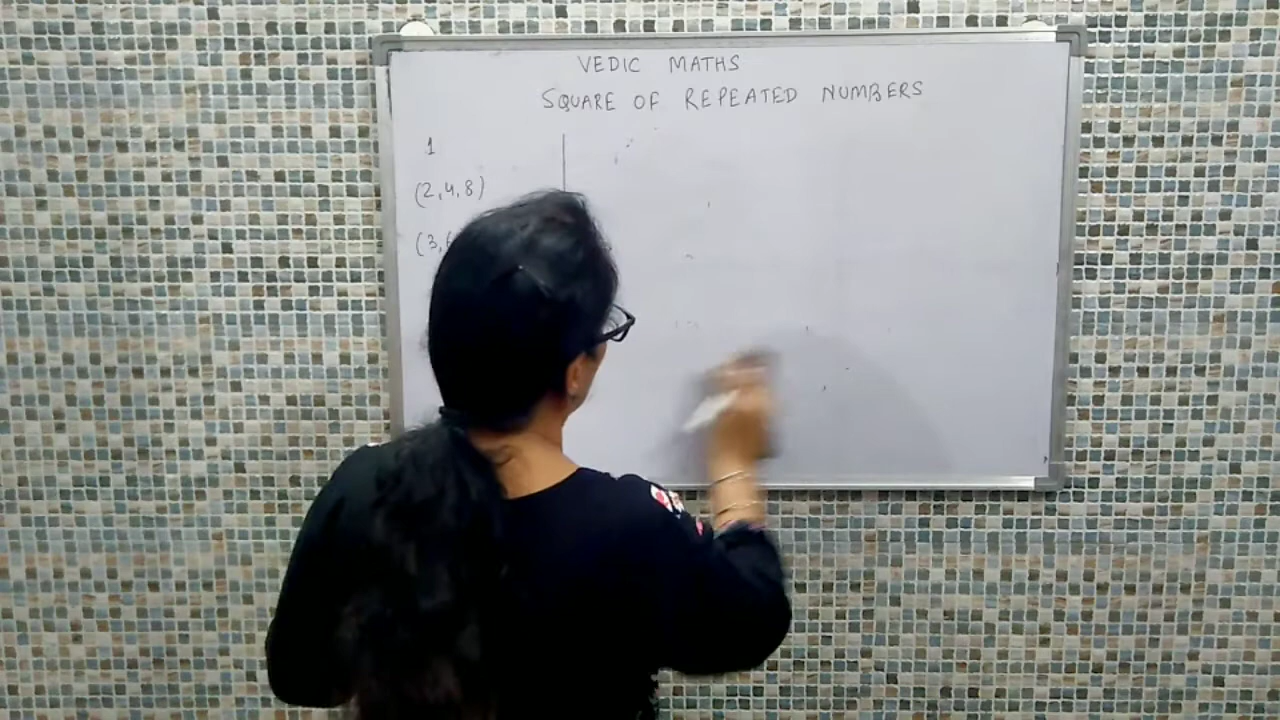 VEDIC MATHS
SQUARE OF REPEATED NUMBERS
1
(2,4,8)
(3,